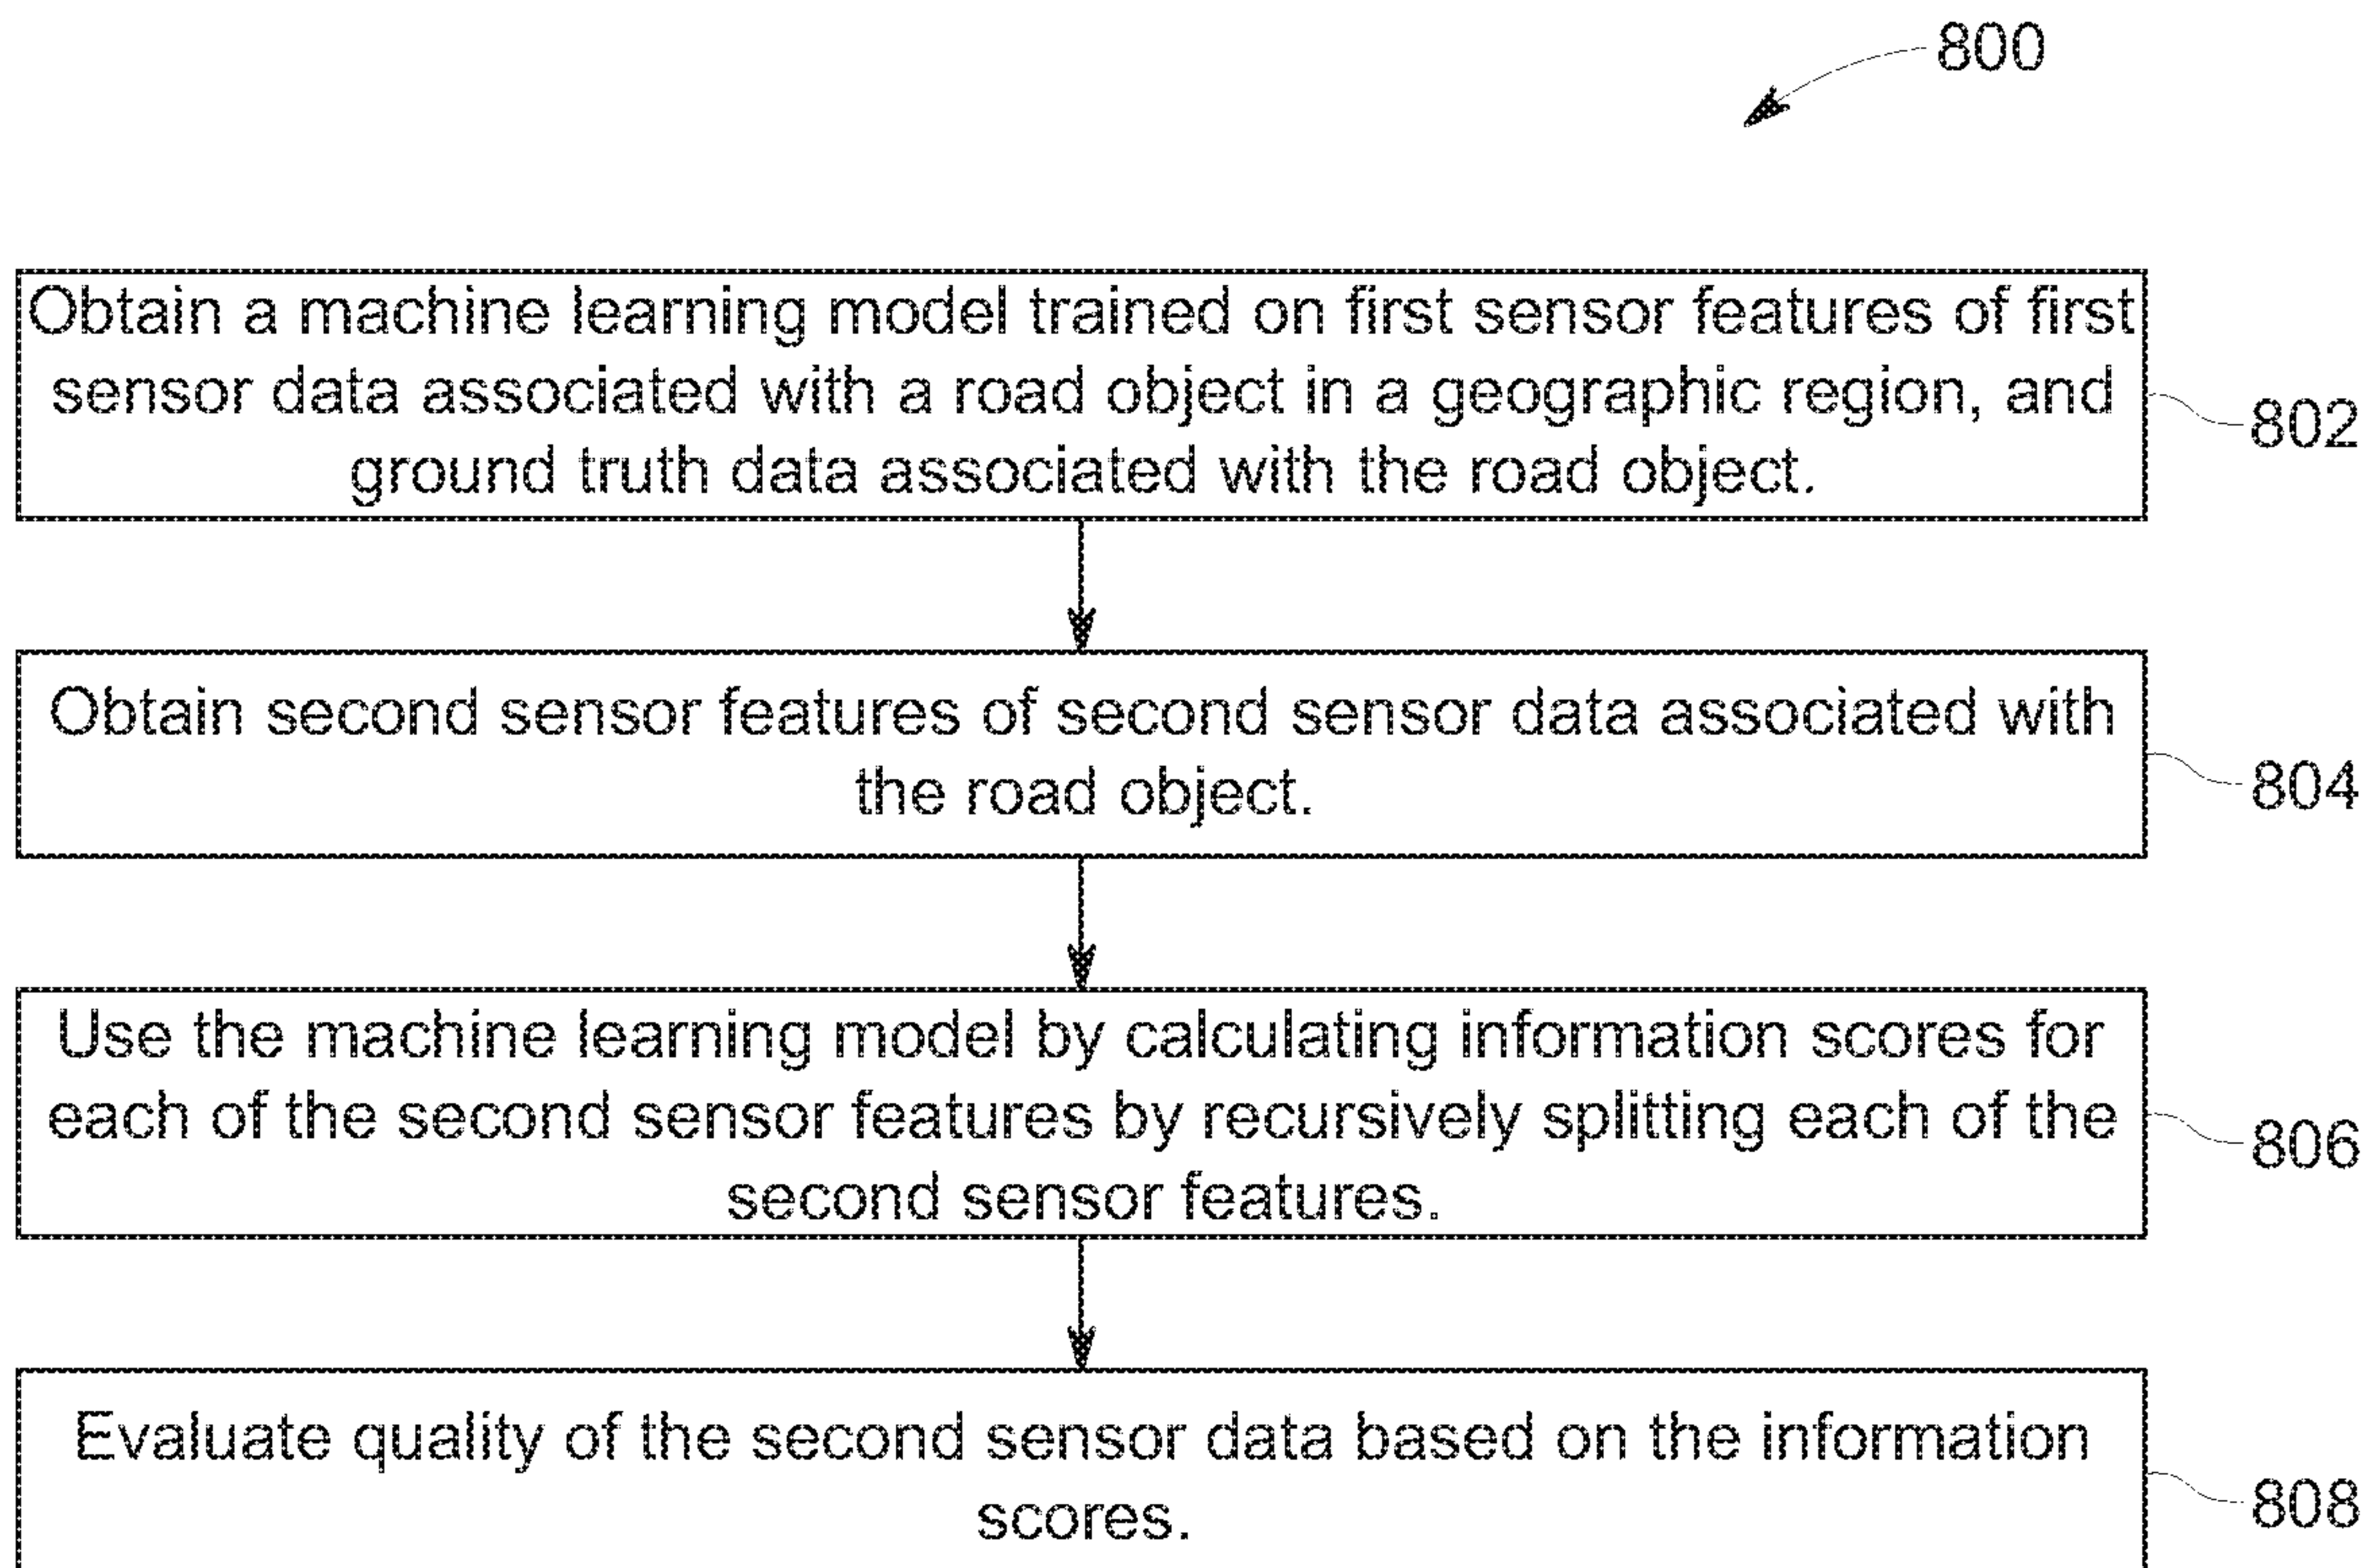 800
Obtain a machine learning model trained on first sensor features of first
sensor data associated with a road object in a geographic region, and
ground truth data associated with the road object.
802
Obtain second sensor features of second sensor data associated with
the road object.
804
Use the machine learning model by calculating information scores for
each of the second sensor features by recursively splitting each of the
second sensor features.
806
Evaluate quality of the second sensor data based on the information
scores.
808